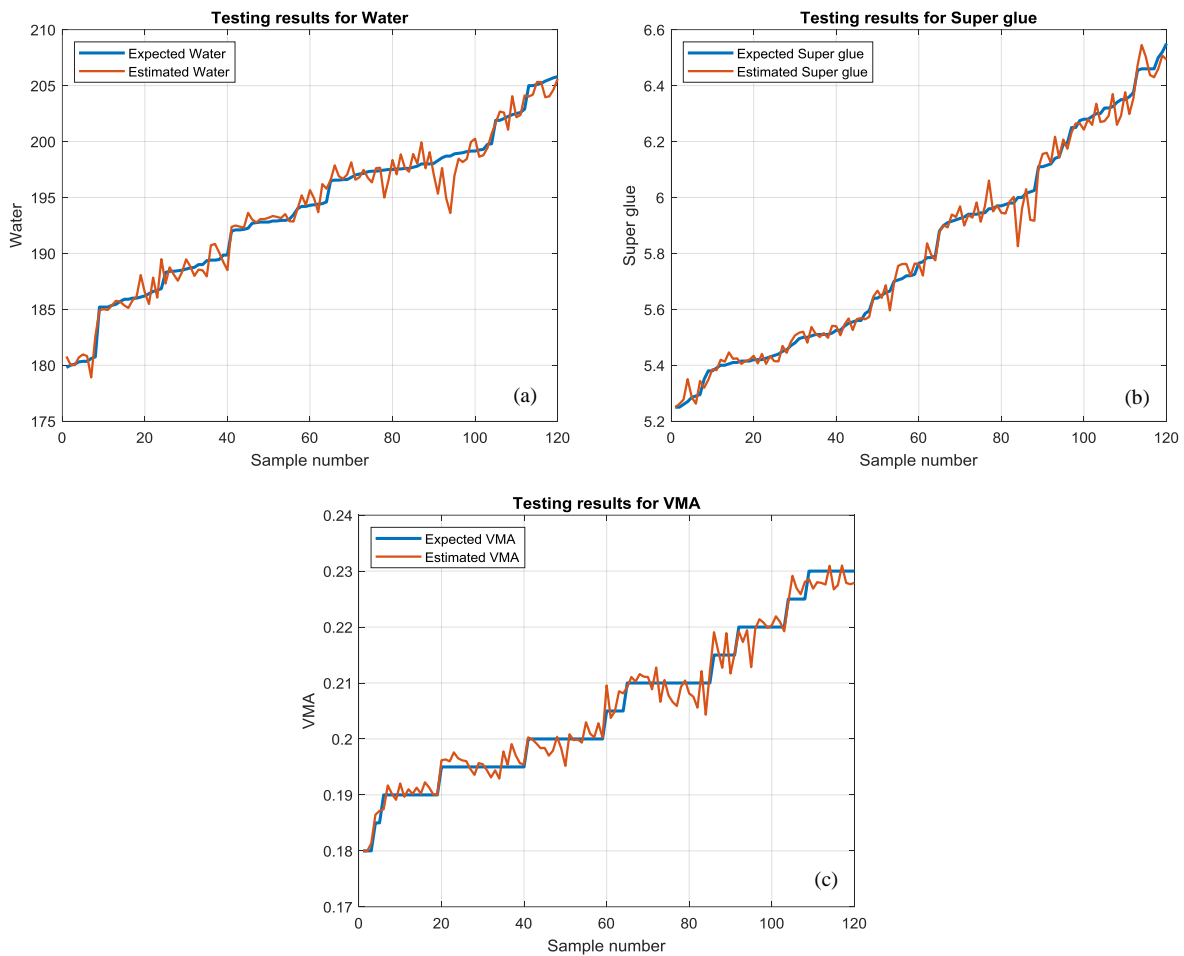 Testing results for Water
210
205
200
195
190
185
180
175
Water
Expected Water
Estimated Water
(a)
0 20 40 60 80 100 120
Sample number
Testing results for Super glue
6.6
6.4
6.2
6
5.8
5.6
5.4
5.2
Super glue
Expected Super glue
Estimated Super glue
(b)
0 20 40 60 80 100 120
Sample number
Testing results for VMA
0.24
0.23
0.22
0.21
0.2
0.19
0.18
0.17
VMA
Expected VMA
Estimated VMA
(c)
0 20 40 60 80 100 120
Sample number